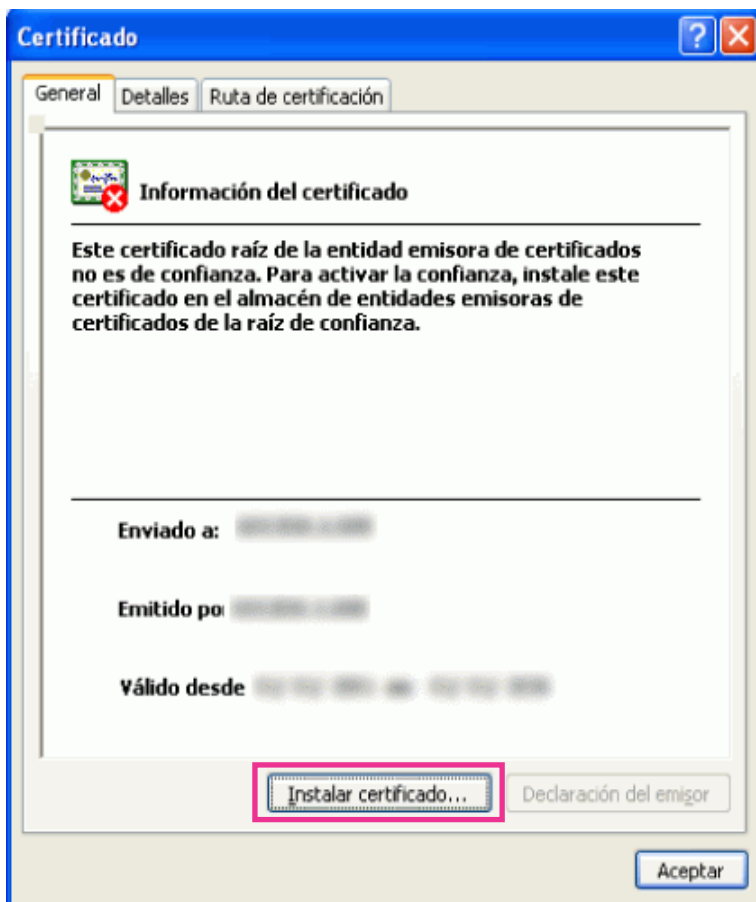 Certificado
General Detalles Ruta de certificación
Información del certificado
Este certificado raíz de la entidad emisora de certificados
no es de confianza. Para activar la confianza, instale este
certificado en el almacén de entidades emisoras de
certificados de la raíz de confianza.
Enviado a:
Emitido po
Válido desde
Instalar certificado... Declaración del emisor
Aceptar